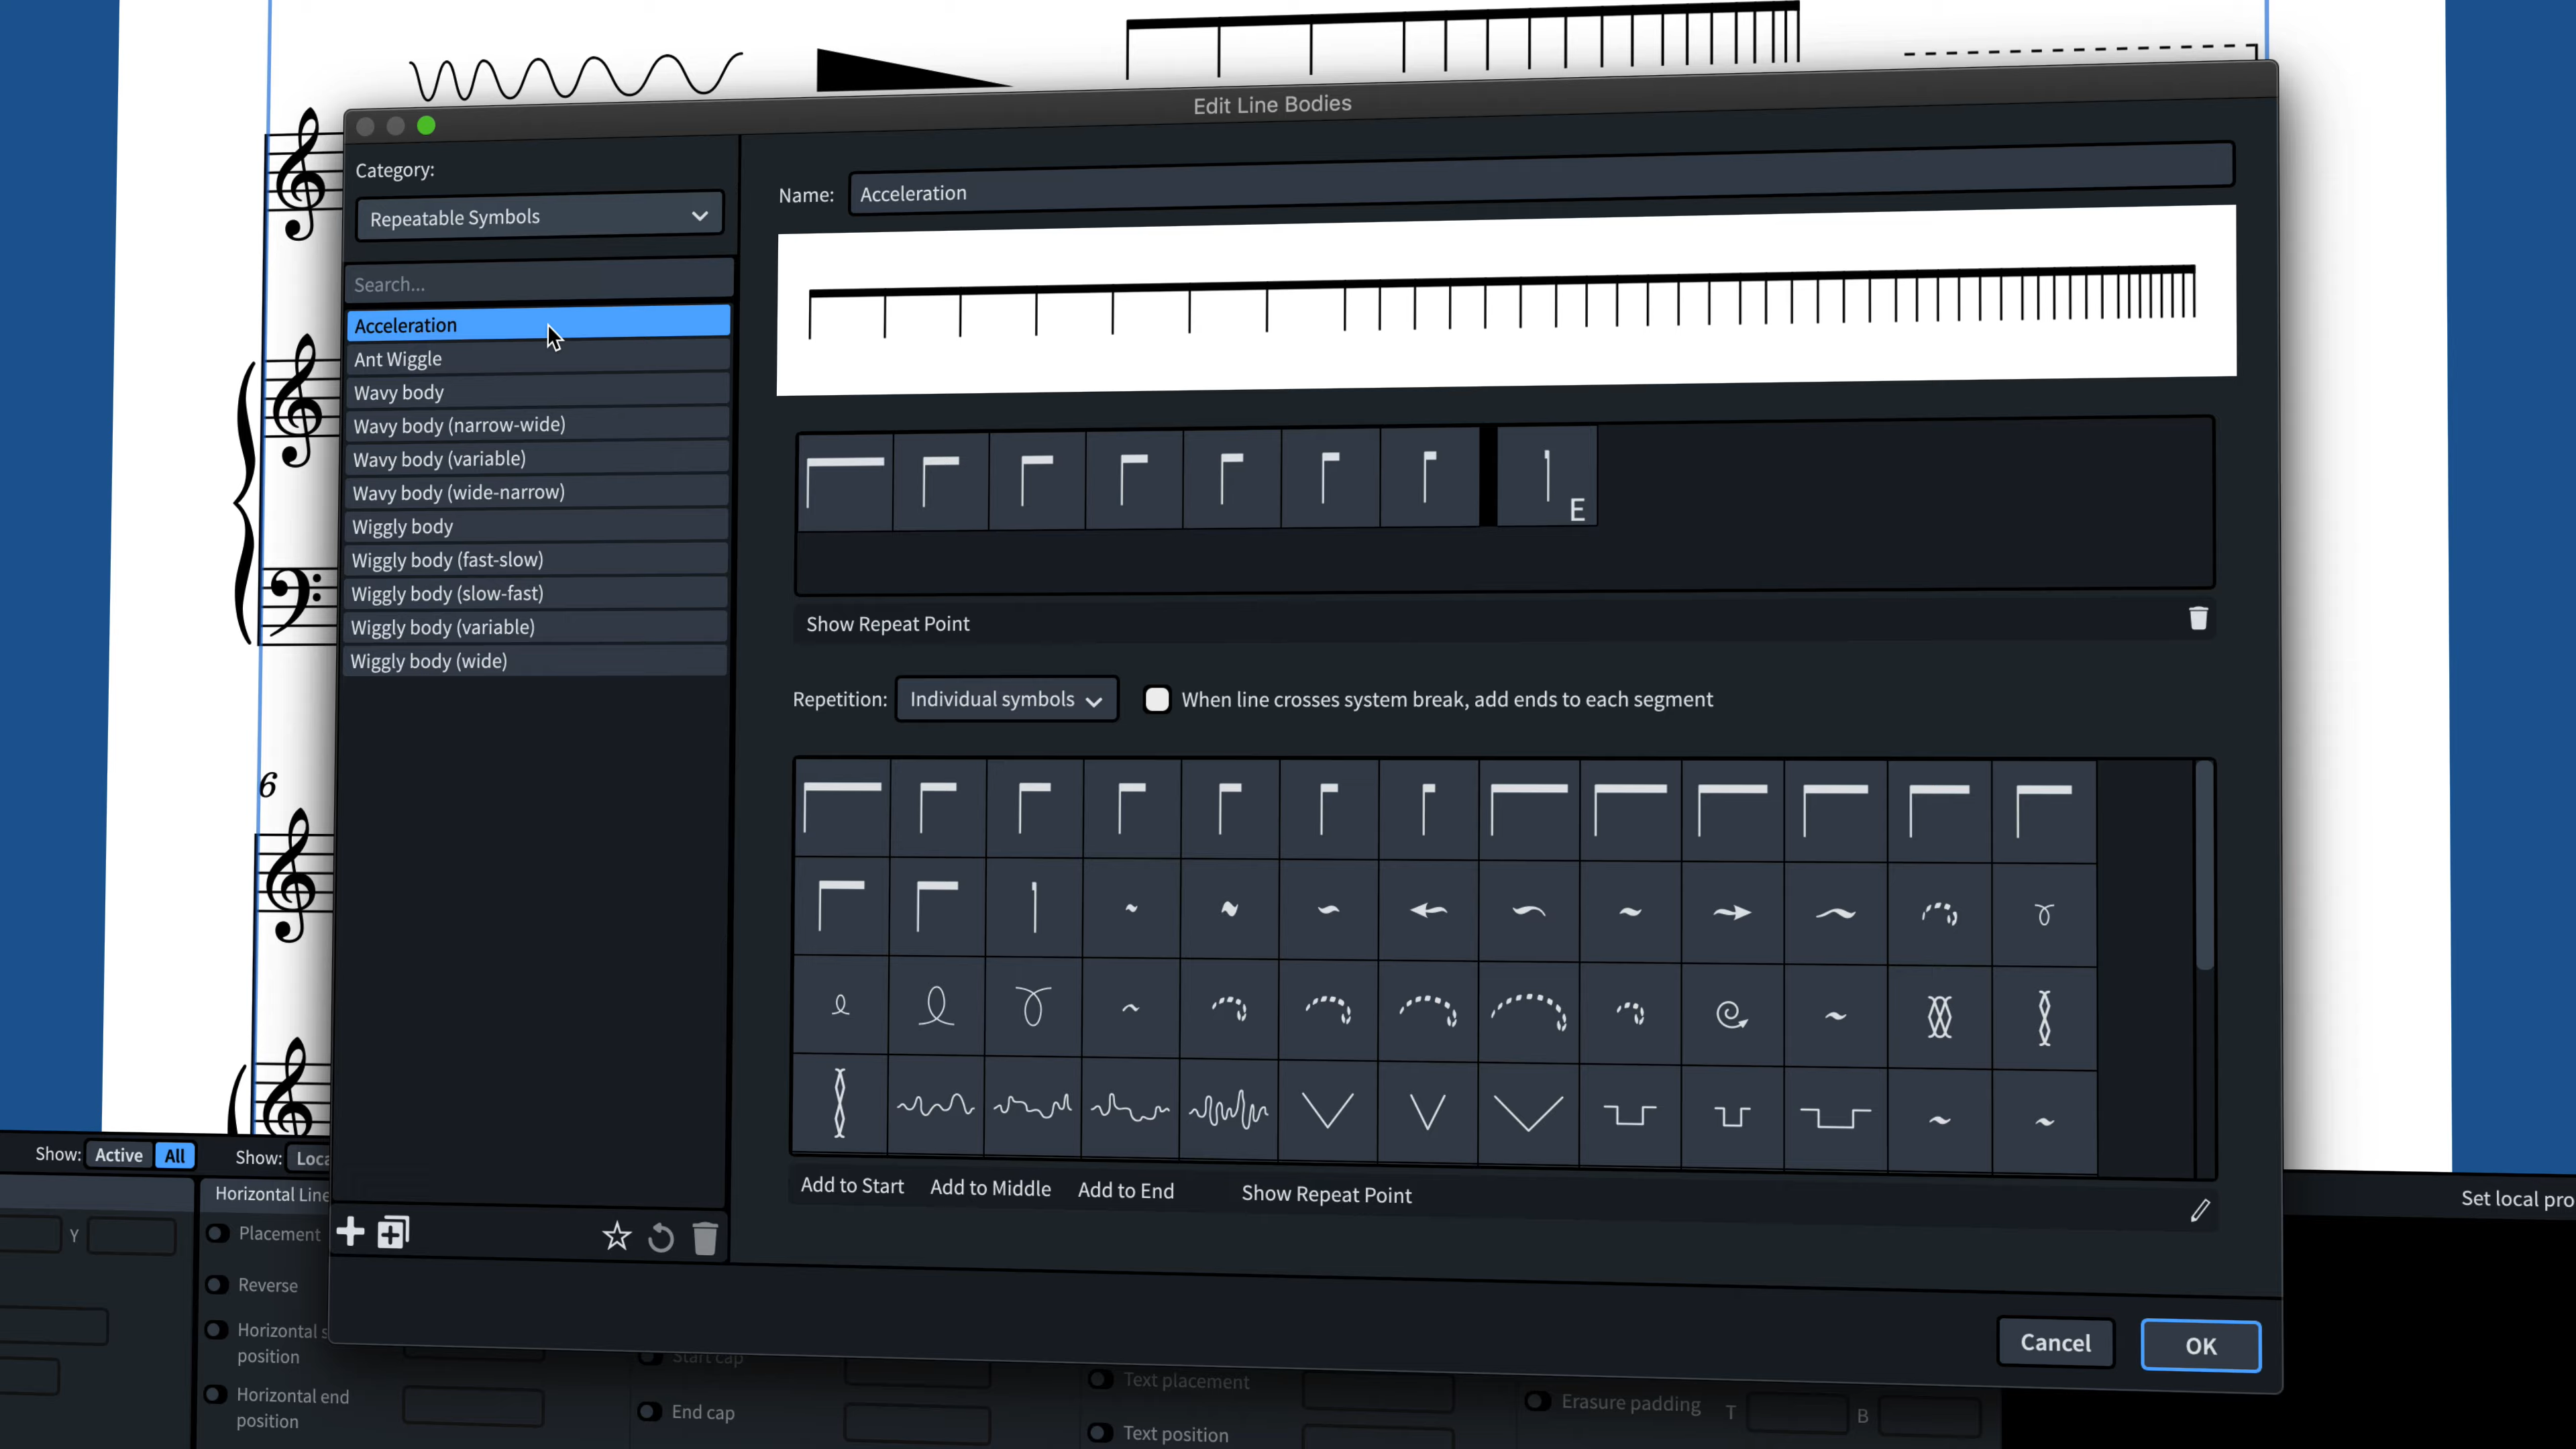 Edit Line Bodies
Category:
Repeatable Symbols
Search...
Acceleration
Ant Wiggle
Wavy body
Wavy body (narrow-wide)
Wavy body (variable)
Wavy body (wide-narrow)
Wiggly body
Wiggly body (fast-slow)
Wiggly body (slow-fast)
Wiggly body (variable)
Wiggly body (wide)
Name: Acceleration
E
Show Repeat Point
Repetition: Individual symbols When line crosses system break, add ends to each segment
Add to Start Add to Middle Add to End Show Repeat Point
Cancel OK
6
Show: Active All Show: Loca
Set local pro
Horizontal Line
Y
Placement
Reverse
Horizontal s
position
Horizontal end
position
Start cap
End cap
Text placement
Text position
Erasure padding T B